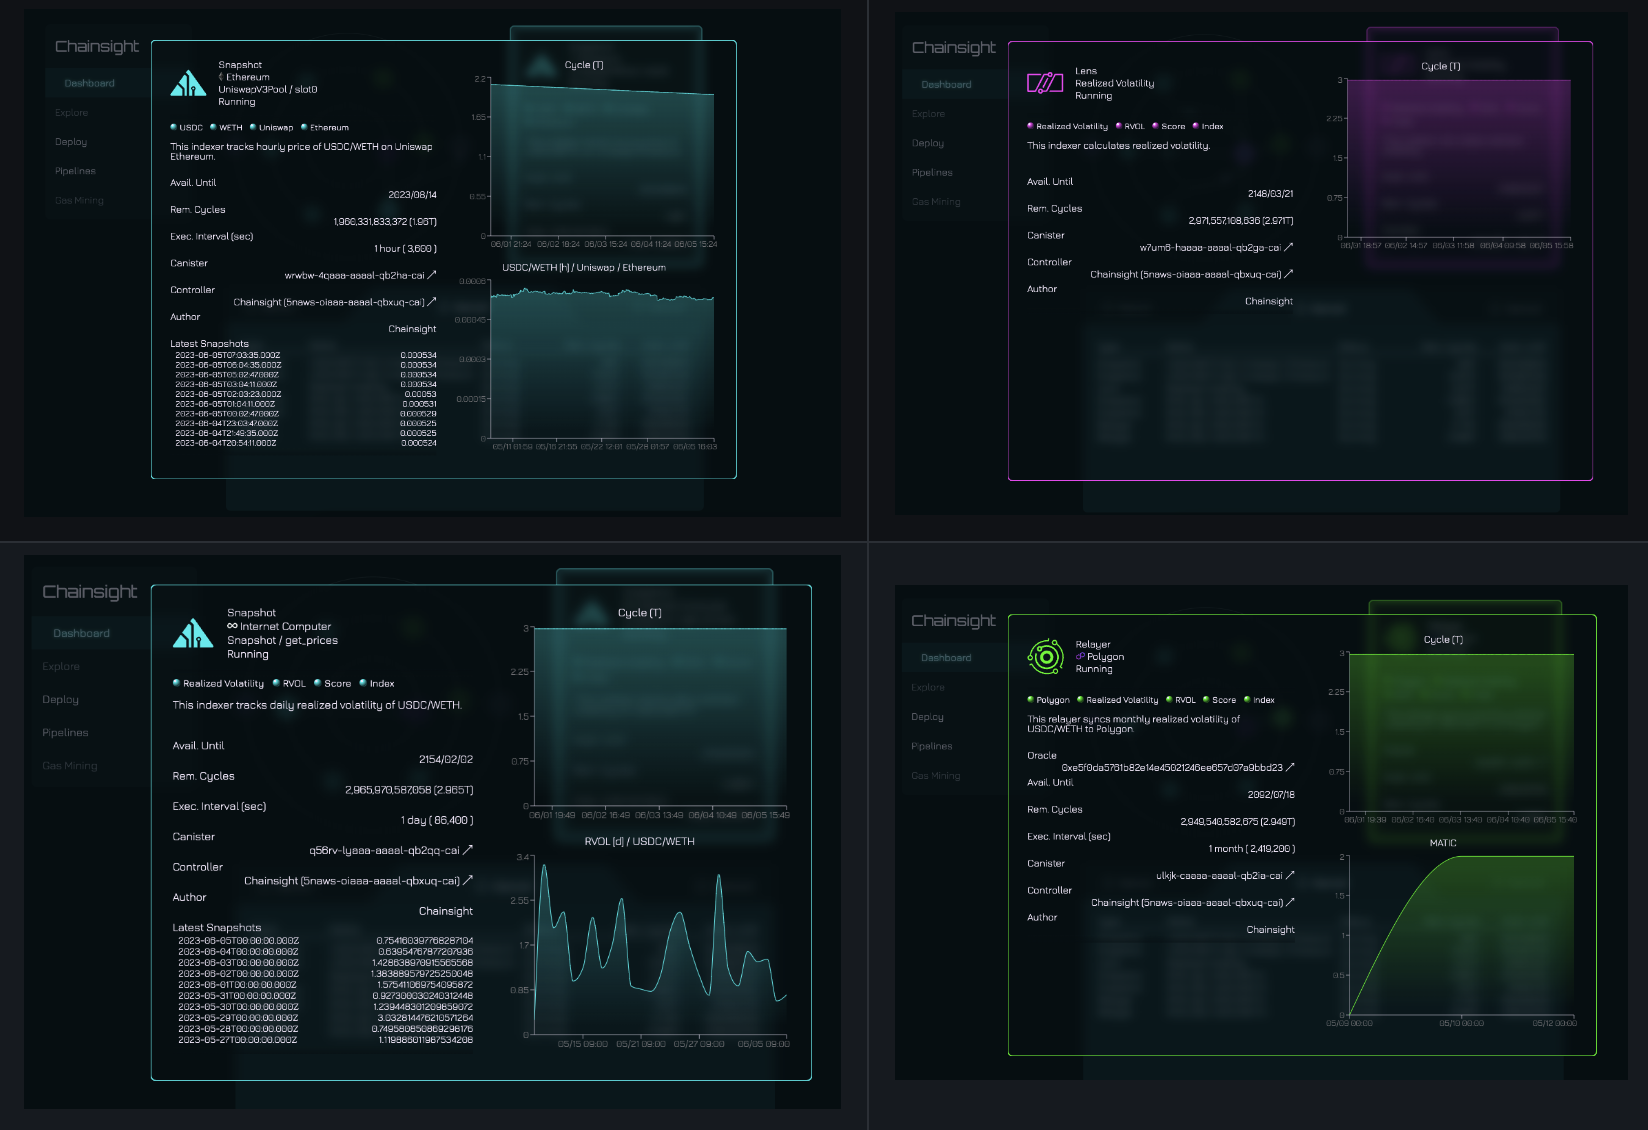 Chainsight
Dashboard
Explore
Deploy
Pipelines
Gas Mining
Snapshot
Ethereum
UniswapV3Pool / slot0
Running
USDC WETH Uniswap Ethereum
This indexer tracks hourly price of USDC/WETH on Uniswap
Ethereum.
Avail. Until
2023/08/14
Rem. Cycles
1,960,331,833,372 (1.96T)
Exec. Interval (sec)
1 hour ( 3,600 )
Canister
wrwbw-4qaaa-aaaal-qb2ha-cai
Controller
Chainsight (5naws-oiaaa-aaaal-qbxuq-cai)
Author
Chainsight
Latest Snapshots
2023-06-05T07:03:35.000Z 0.000534
2023-06-05T06:04:35.000Z 0.000534
2023-06-05T05:02:47.000Z 0.000534
2023-06-05T03:04:11.000Z 0.000534
2023-06-05T02:03:23.000Z 0.00053
2023-06-05T01:04:11.000Z 0.000531
2023-06-05T00:02:47.000Z 0.000529
2023-06-04T23:03:47.000Z 0.000525
2023-06-04T21:49:35.000Z 0.000525
2023-06-04T20:54:11.000Z 0.000524
Cycle (T)
2.2
1.65
1.1
0.55
0
06/01 21:24 06/02 18:24 06/03 15:24 06/04 11:24 06/05 15:24
USDC/WETH [h] / Uniswap / Ethereum
0.0006
0.00045
0.0003
0.00015
0
05/11 01:59 05/16 21:55 05/22 12:01 05/28 01:57 06/05 16:03
Chainsight
Dashboard
Explore
Deploy
Pipelines
Gas Mining
Lens
Realized Volatility
Running
Realized Volatility RVOL Score Index
This indexer calculates realized volatility.
Avail. Until
2148/03/21
Rem. Cycles
2,971,557,108,636 (2.971T)
Canister
w7um6-haaaa-aaaal-qb2ga-cai
Controller
Chainsight (5naws-oiaaa-aaaal-qbxuq-cai)
Author
Chainsight
Cycle (T)
3
2.25
1.5
0.75
0
06/01 18:57 06/02 14:57 06/03 11:58 06/04 09:58 06/05 15:58
Chainsight
Dashboard
Explore
Deploy
Pipelines
Gas Mining
Snapshot
Internet Computer
Snapshot / get_prices
Running
Realized Volatility RVOL Score Index
This indexer tracks daily realized volatility of USDC/WETH.
Avail. Until
2154/02/02
Rem. Cycles
2,965,970,587,058 (2.965T)
Exec. Interval (sec)
1 day ( 86,400 )
Canister
q56rv-lyaaa-aaaal-qb2qq-cai
Controller
Chainsight (5naws-oiaaa-aaaal-qbxuq-cai)
Author
Chainsight
Latest Snapshots
2023-06-05T00:00:00.000Z 0.754160397768287104
2023-06-04T00:00:00.000Z 0.63954767877207936
2023-06-03T00:00:00.000Z 1.428638970915565568
2023-06-02T00:00:00.000Z 1.383889579725250048
2023-06-01T00:00:00.000Z 1.575411069754095872
2023-05-31T00:00:00.000Z 0.927300030240312448
2023-05-30T00:00:00.000Z 1.239448301209859072
2023-05-29T00:00:00.000Z 3.032814476210571264
2023-05-28T00:00:00.000Z 0.749580850869298176
2023-05-27T00:00:00.000Z 1.119886011987534208
Cycle (T)
3
2.25
1.5
0.75
0
06/01 19:49 06/02 16:49 06/03 13:49 06/04 10:49 06/05 15:49
RVOL [d] / USDC/WETH
3.4
2.55
1.7
0.85
0
05/15 09:00 05/21 09:00 05/27 09:00 06/05 09:00
Chainsight
Dashboard
Explore
Deploy
Pipelines
Gas Mining
Relayer
Polygon
Running
Polygon Realized Volatility RVOL Score Index
This relayer syncs monthly realized volatility of
USDC/WETH to Polygon.
Oracle
0xe5f0da5761b82e14e45021246ee657d07a9bbd23
Avail. Until
2092/07/18
Rem. Cycles
2,949,540,582,675 (2.949T)
Exec. Interval (sec)
1 month ( 2,419,200 )
Canister
ulkjk-caaaa-aaaal-qb2ia-cai
Controller
Chainsight (5naws-oiaaa-aaaal-qbxuq-cai)
Author
Chainsight
Cycle (T)
3
2.25
1.5
0.75
0
06/01 19:39 06/02 16:40 06/03 13:40 06/04 10:40 06/05 15:40
MATIC
2
1.5
1
0.5
0
05/09 00:00 05/10 00:00 05/12 00:00